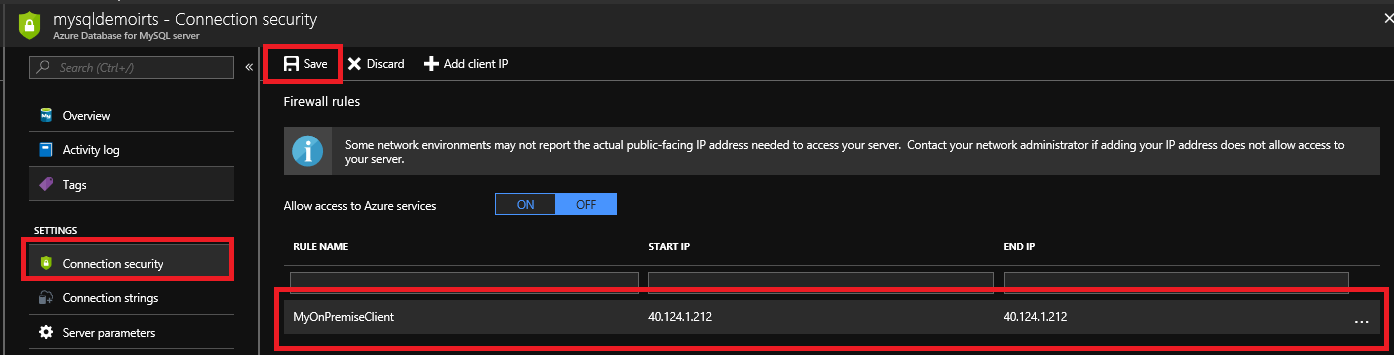 mysqldemoirts - Connection security
Azure Database for MySQL server
Search (Ctrl+/)
«
Save
Discard
Add client IP
Overview
Activity log
Tags
SETTINGS
Connection security
Connection strings
Server parameters
Firewall rules
Some network environments may not report the actual public-facing IP address needed to access your server. Contact your network administrator if adding your IP address does not allow access to
your server.
Allow access to Azure services
ON
OFF
RULE NAME
START IP
END IP
MyOnPremiseClient
40.124.1.212
40.124.1.212
...